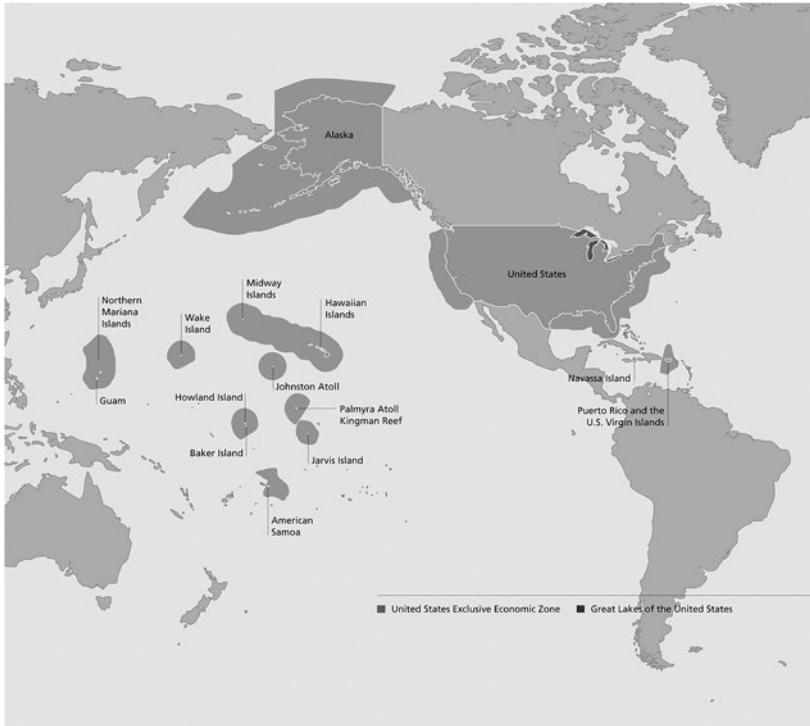 Alaska
United States
Midway
Islands
Hawaiian
Islands
Northern
Mariana
Islands
Wake
Island
Guam
Johnston Atoll
Howland Island
Palmyra Atoll
Kingman Reef
Baker Island
Jarvis Island
American
Samoa
Navassa Island
Puerto Rico and the
U.S. Virgin Islands
United States Exclusive Economic Zone
Great Lakes of the United States